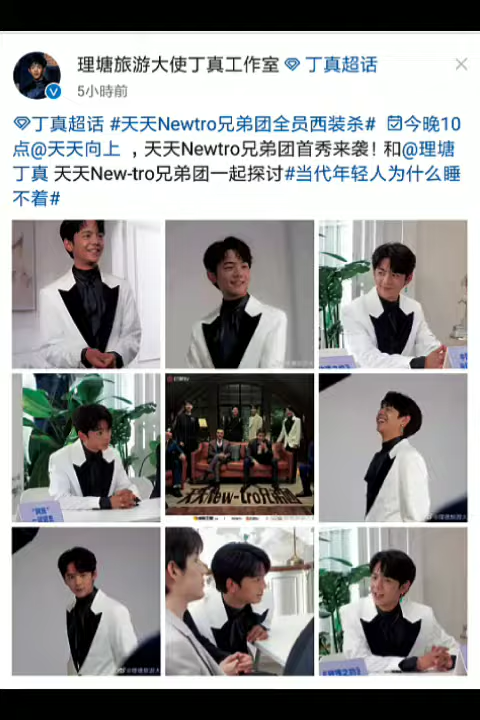 理塘旅游大使丁真工作室 丁真超话
5小時前
丁真超话 #天天Newtro兄弟团全员西装杀# 今晚10
点@天天向上 ，天天Newtro兄弟团首秀来袭！和@理塘
丁真 天天New-tro兄弟团一起探讨#当代年轻人为什么睡
不着#
天天New-tro兄弟团